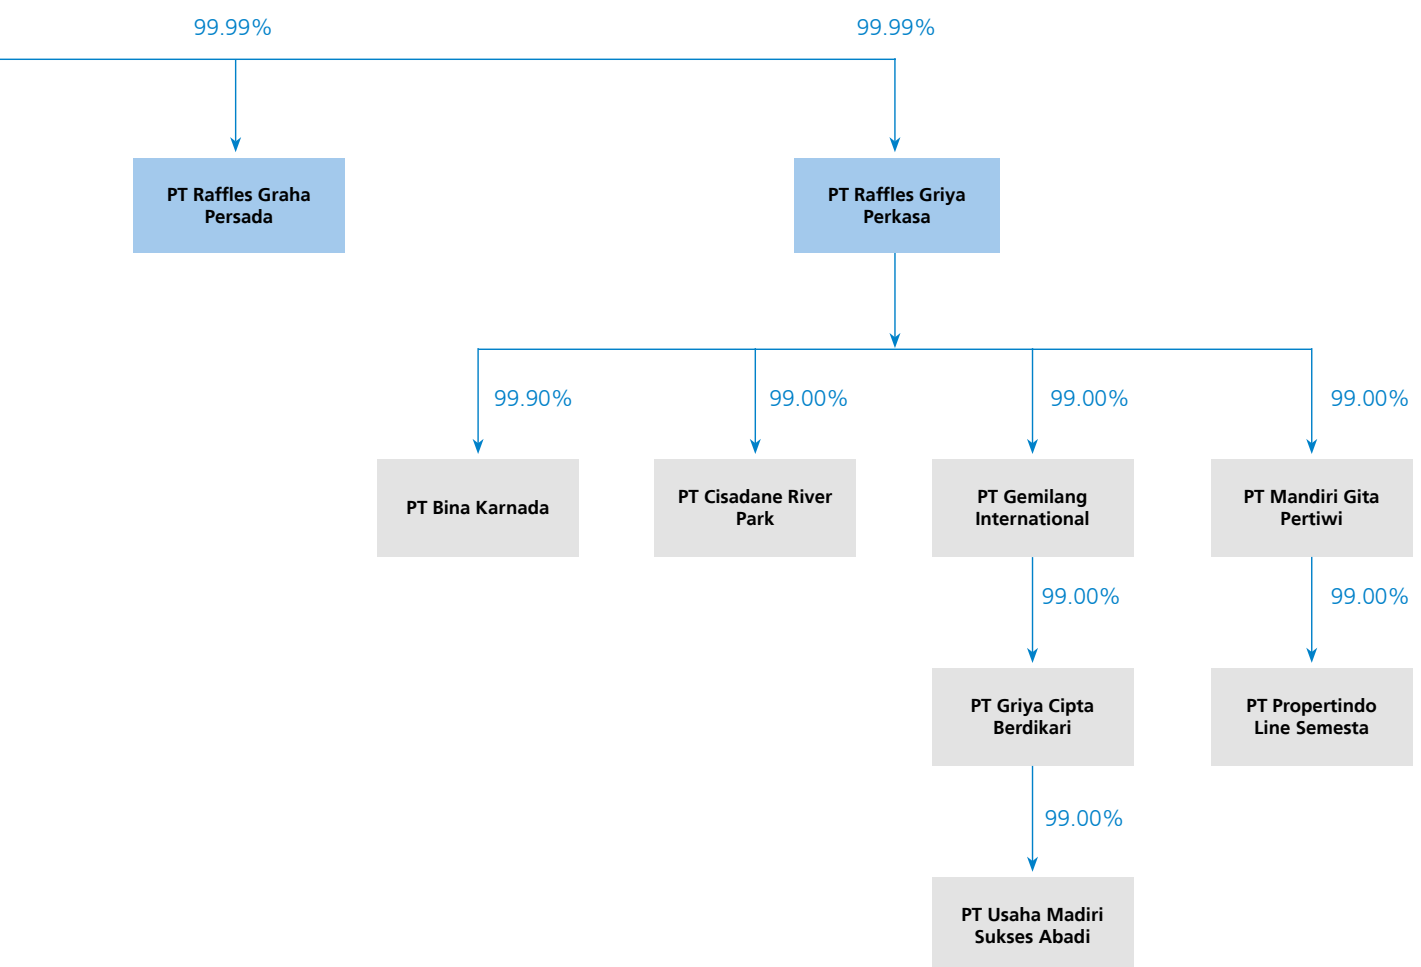 99.99%
99.99%
PT Raffles Graha
Persada
PT Raffles Griya
Perkasa
99.90%
99.00%
99.00%
99.00%
PT Bina Karnada
PT Cisadane River
Park
PT Gemilang
International
PT Mandiri Gita
Pertiwi
99.00%
99.00%
PT Griya Cipta
Berdikari
PT Propertindo
Line Semesta
99.00%
PT Usaha Madiri
Sukses Abadi